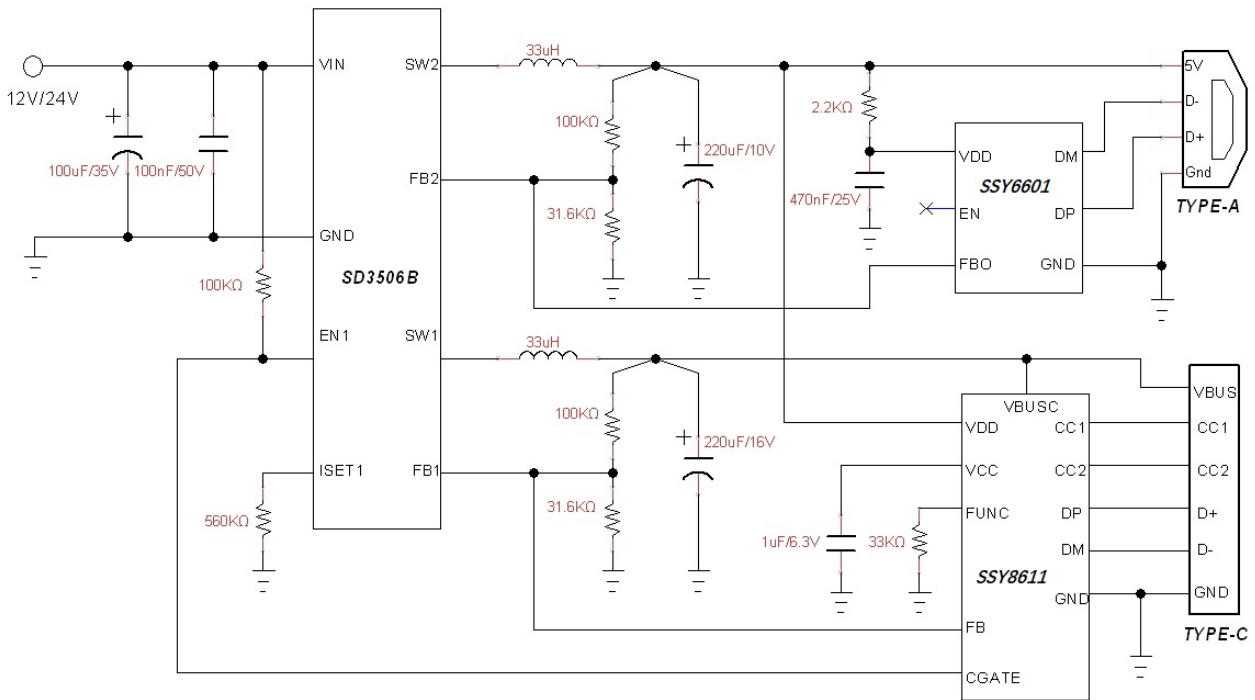 33uH
VIN
SW2
5V
12V/24V
2.2KΩ
D-
+
100KΩ
+
220uF/10V
D+
100uF/35V
100nF/50V
VDD
DM
FB2
SSY6601
Gnd
470nF/25V
TYPE-A
31.6KΩ
EN
DP
GND
FBO
GND
SD3506B
100KΩ
EN1
SW1
33uH
VBUS
VBUSC
100KΩ
VDD
CC1
CC1
+
220uF/16V
ISET1
FB1
VCC
CC2
CC2
31.6KΩ
FUNC
DP
D+
560KΩ
1uF/6.3V
33KΩ
DM
D-
SSY8611
GND
GND
FB
TYPE-C
CGATE